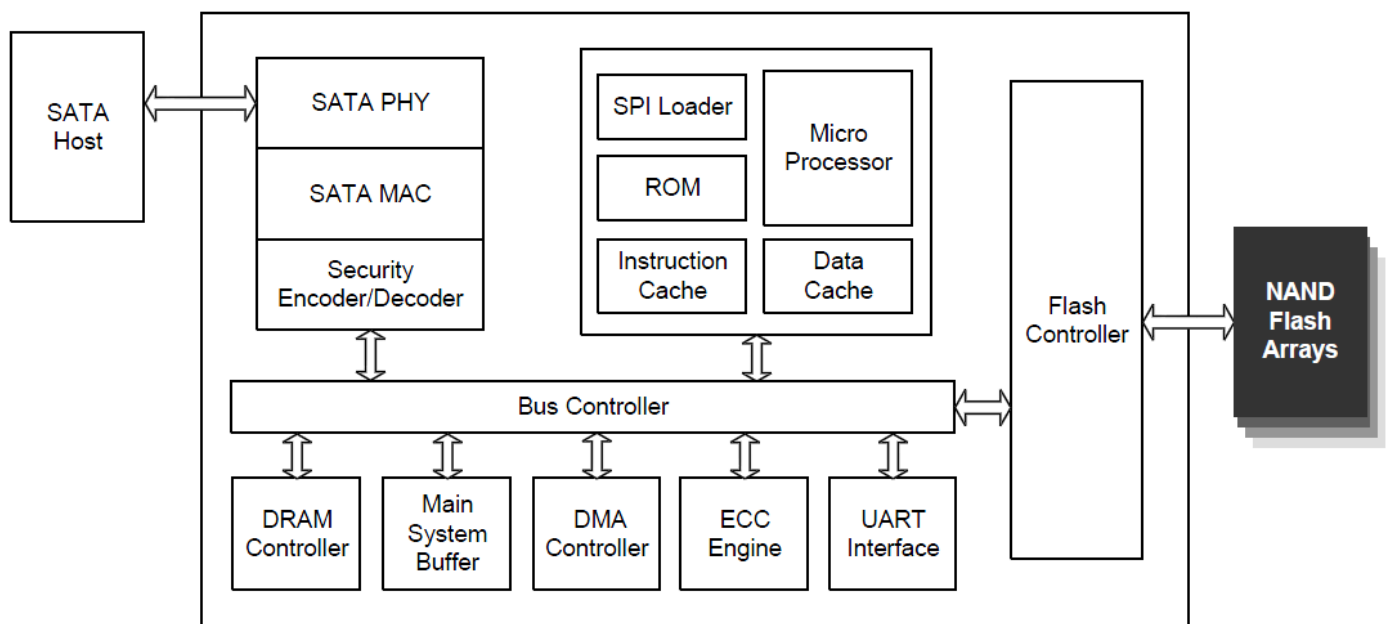 SATA
Host
SATA PHY
SATA MAC
Security
Encoder/Decoder
SPI Loader
ROM
Instruction
Cache
Micro
Processor
Data
Cache
Flash
Controller
NAND
Flash
Arrays
Bus Controller
DRAM
Controller
Main
System
Buffer
DMA
Controller
ECC
Engine
UART
Interface